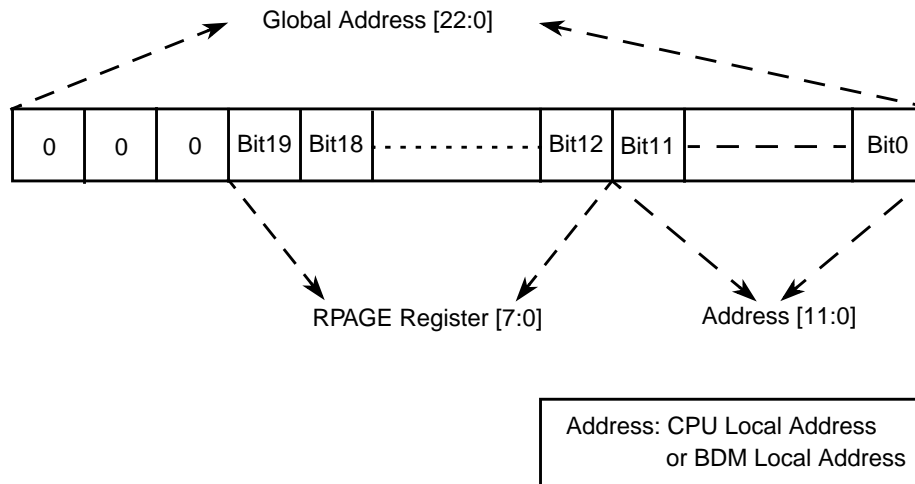 Global Address [22:0]
0 0 0 Bit19 Bit18 Bit12 Bit11 Bit0
RPAGE Register [7:0] Address [11:0]
Address: CPU Local Address
or BDM Local Address